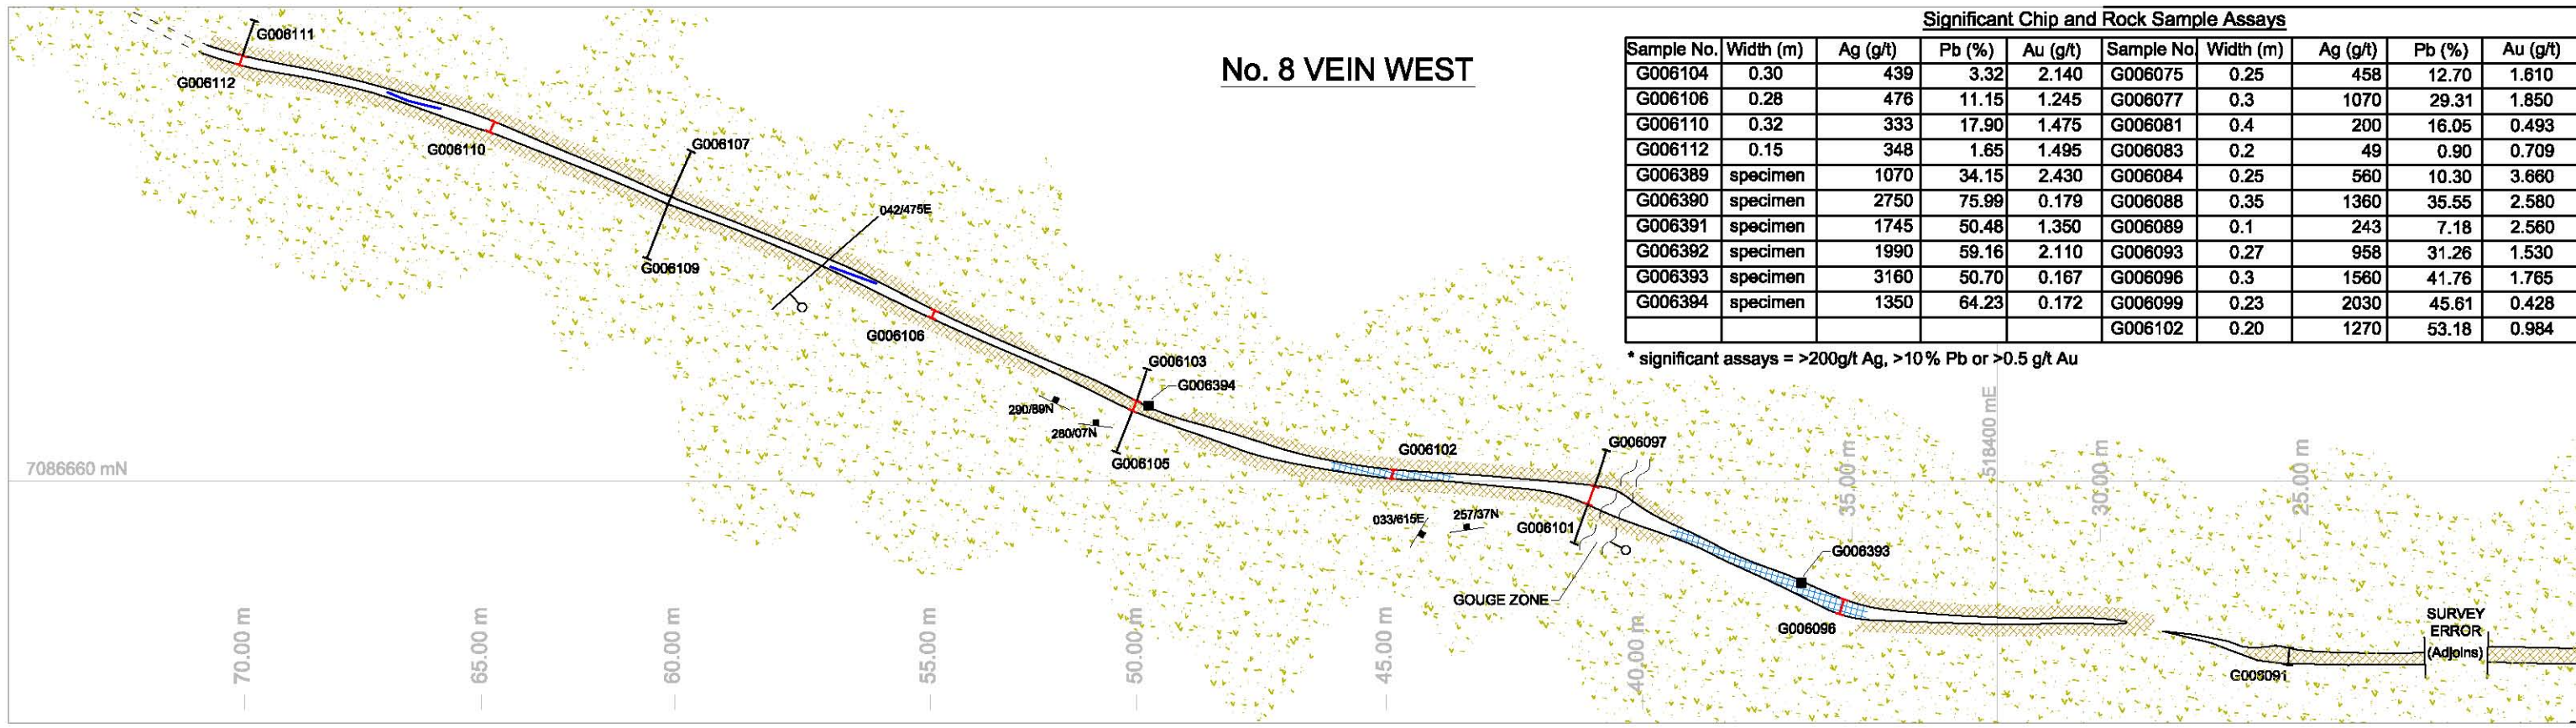 No. 8 VEIN WEST
Significant Chip and Rock Sample Assays
Sample No. Width (m) Ag (g/t) Pb (%) Au (g/t) Sample No. Width (m) Ag (g/t) Pb (%) Au (g/t)
G006104 0.30 439 3.32 2.140 G006075 0.25 458 12.70 1.610
G006106 0.28 476 11.15 1.245 G006077 0.3 1070 29.31 1.850
G006110 0.32 333 17.90 1.475 G006081 0.4 200 16.05 0.493
G006112 0.15 348 1.65 1.495 G006083 0.2 49 0.90 0.709
G006389 specimen 1070 34.15 2.430 G006084 0.25 560 10.30 3.660
G006390 specimen 2750 75.99 0.179 G006088 0.35 1360 35.55 2.580
G006391 specimen 1745 50.48 1.350 G006089 0.1 243 7.18 2.560
G006392 specimen 1990 59.16 2.110 G006093 0.27 958 31.26 1.530
G006393 specimen 3160 50.70 0.167 G006096 0.3 1560 41.76 1.765
G006394 specimen 1350 64.23 0.172 G006099 0.23 2030 45.61 0.428
G006102 0.20 1270 53.18 0.984
* significant assays = >200g/t Ag, >10% Pb or >0.5 g/t Au
G006111
G006112
G006110
G006107
042/475E
G006109
G006106
G006103
G006394
290/89N
280/07N
G006105
G006102
G006097
7086660 mN
518400 mE
35.00 m
30.00 m
25.00 m
033/615E
257/37N
G006101
G006393
GOUGE ZONE
G006096
SURVEY
ERROR
(Adjoins)
G006091
70.00 m
65.00 m
60.00 m
55.00 m
50.00 m
45.00 m
40.00 m